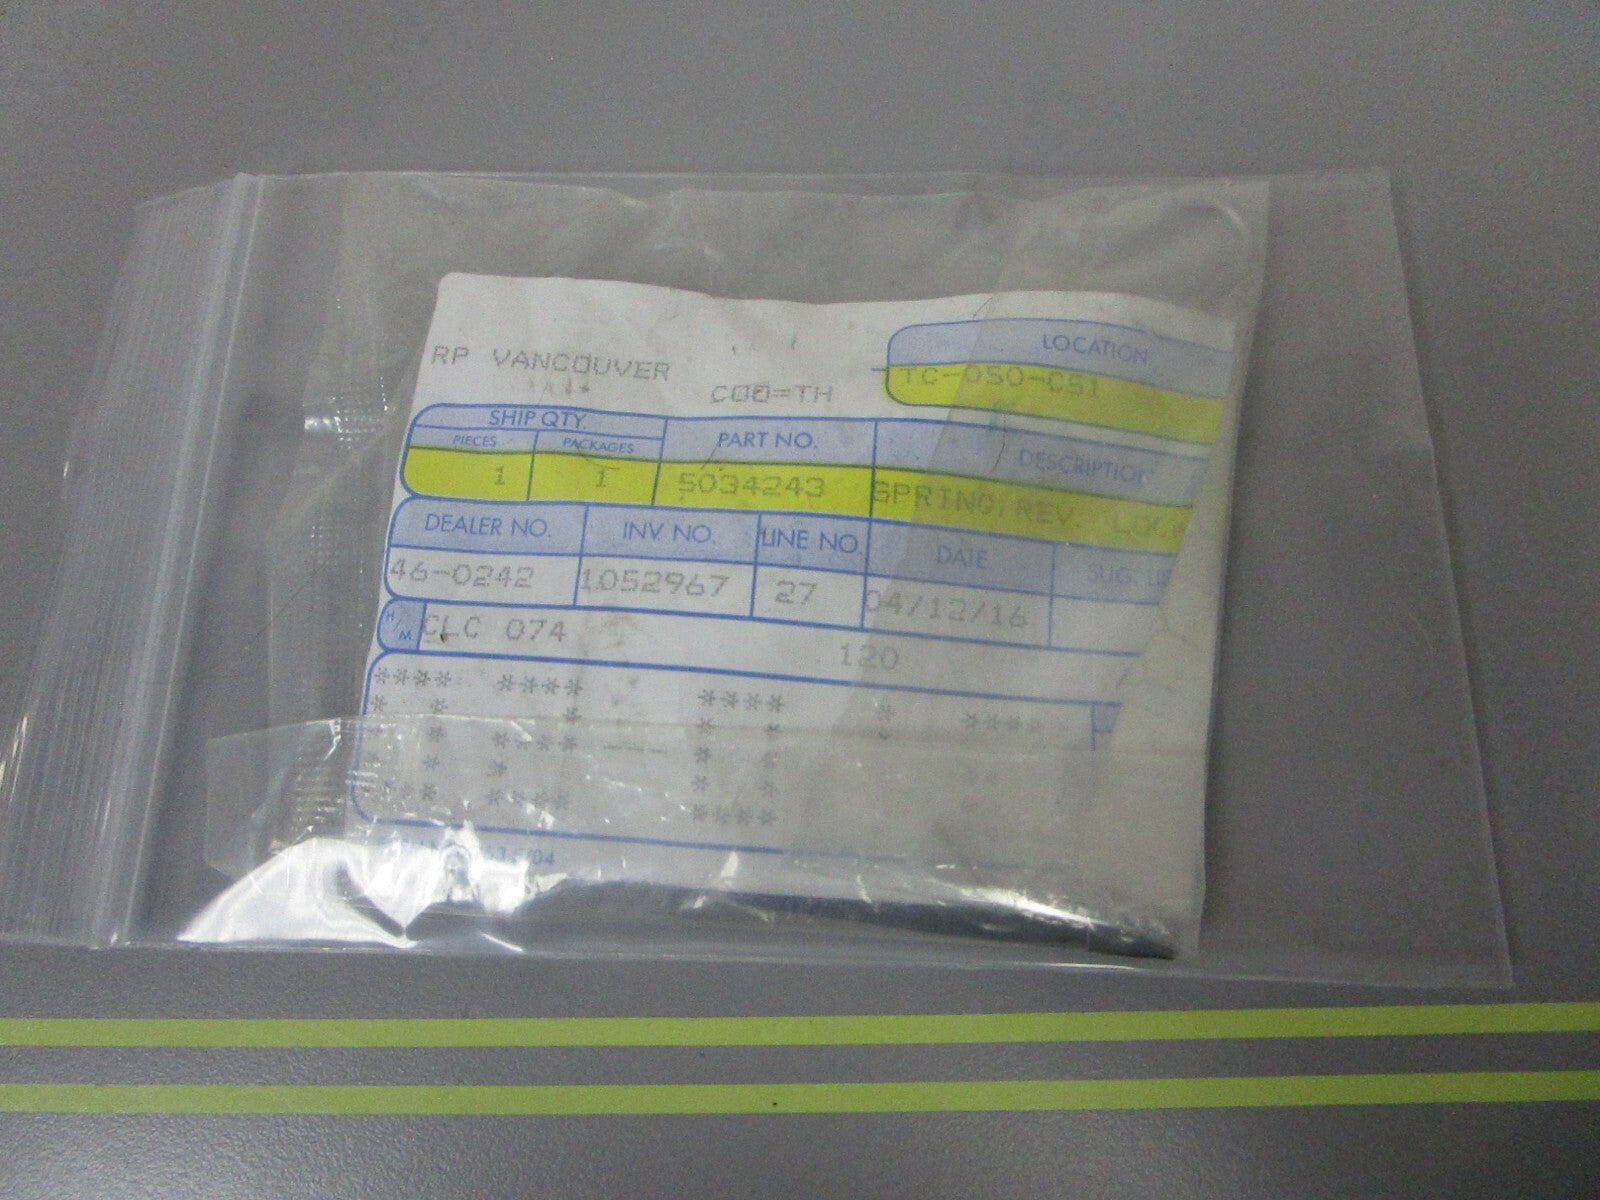 RP VANCOUVER
COO=TH
LOCATION
TC-050-C51
SHIP QTY.
PIECES PACKAGES PART NO. DESCRIPTION
1 1 5034243 SPRING, REV.
DEALER NO. INV. NO. LINE NO. DATE SUG.
46-0242 1052967 27 04/12/16
H/M CLC 074 120
**** **** **** * ****
* * * * * *
* * **** --- * *
* * * * *
**** **** ****